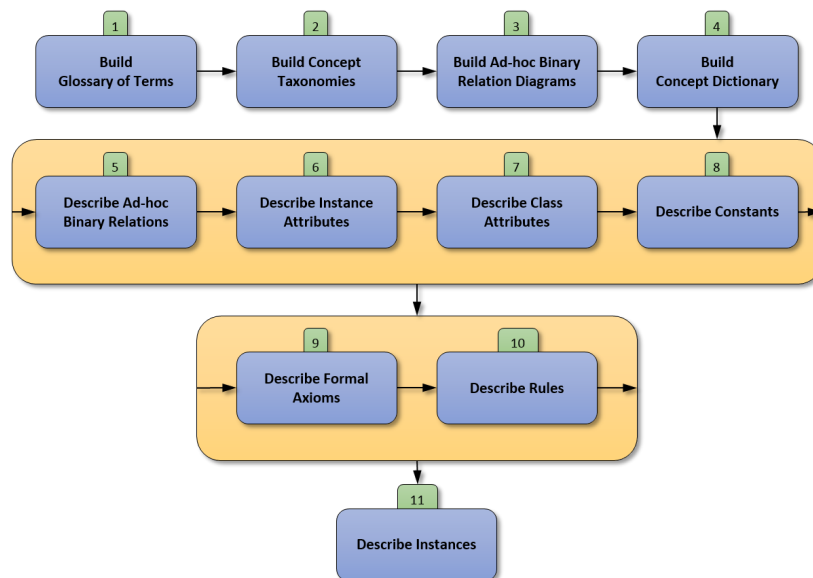 1
Build
Glossary of Terms
2
Build Concept
Taxonomies
3
Build Ad-hoc Binary
Relation Diagrams
4
Build
Concept Dictionary
5
Describe Ad-hoc
Binary Relations
6
Describe Instance
Attributes
7
Describe Class
Attributes
8
Describe Constants
9
Describe Formal
Axioms
10
Describe Rules
11
Describe Instances